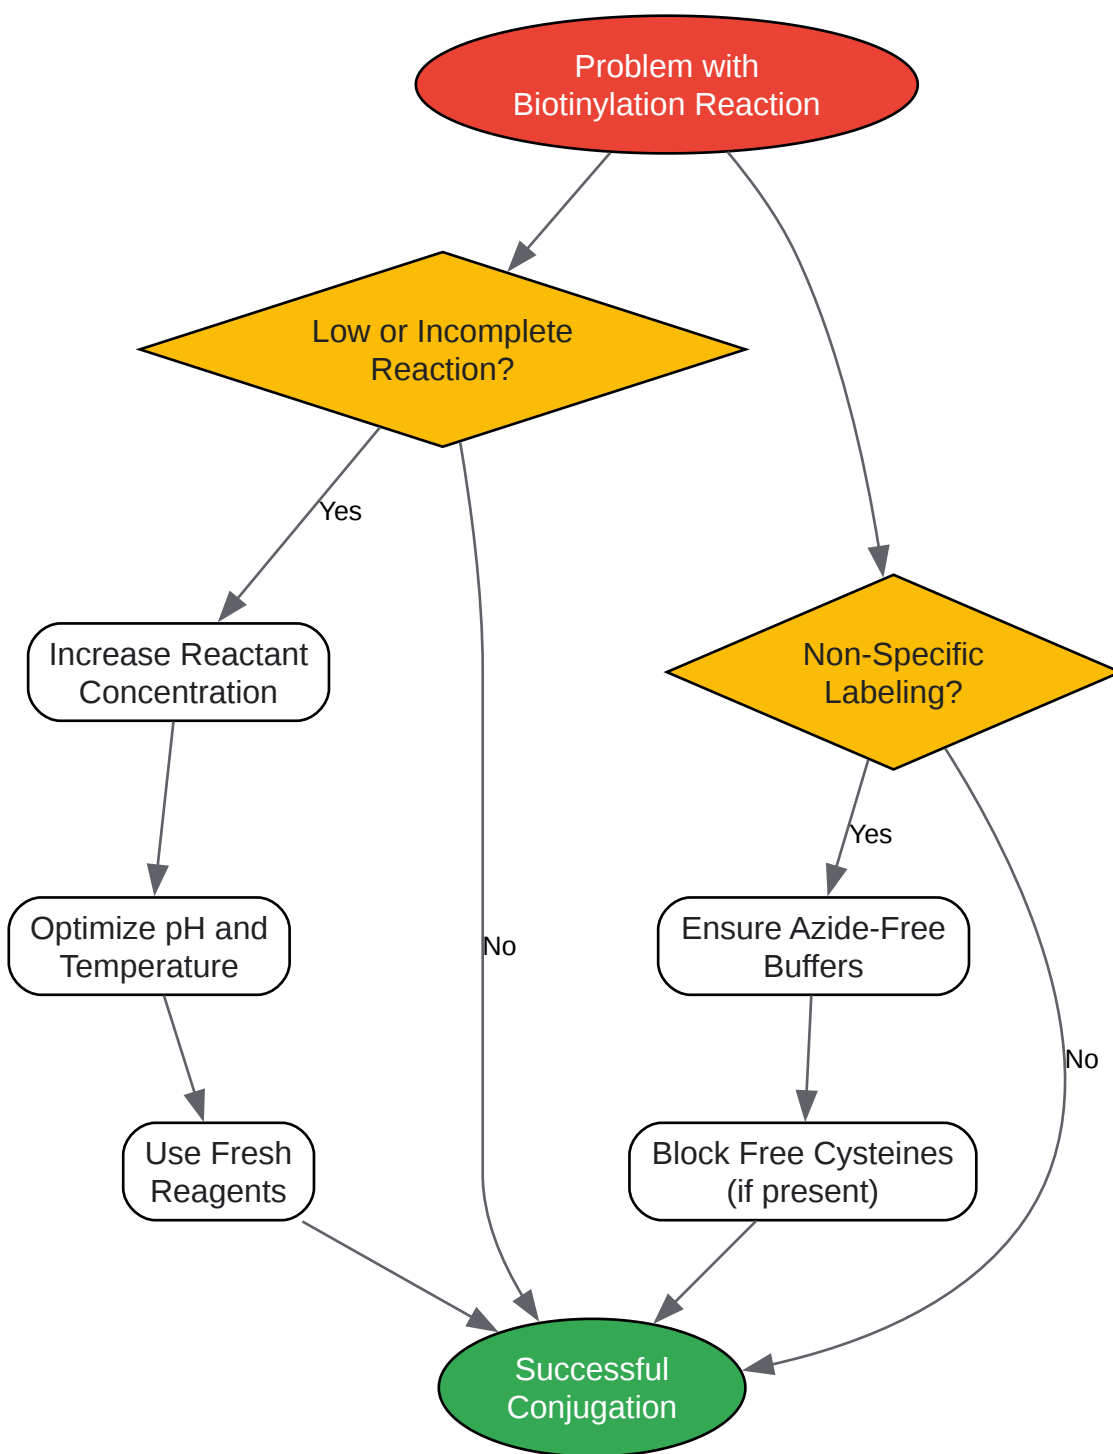 Problem with
Biotinylation Reaction
Low or Incomplete
Reaction?
Yes
Increase Reactant
Concentration
Non-Specific
Labeling?
Yes
Optimize pH and
Temperature
No
Ensure Azide-Free
Buffers
No
Use Fresh
Reagents
Block Free Cysteines
(if present)
Successful
Conjugation